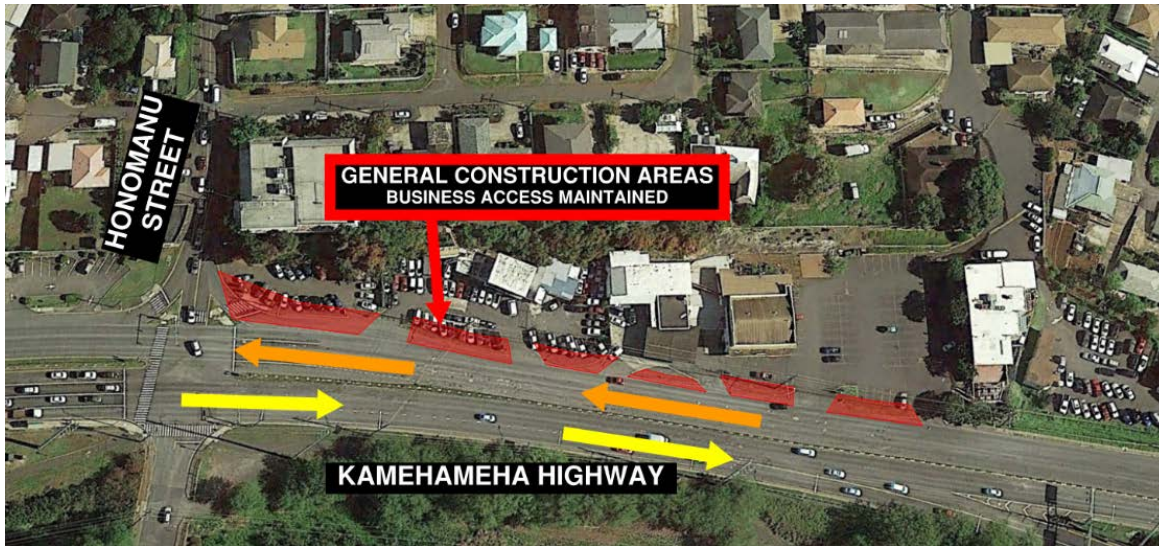 HONOMANU
STREET
GENERAL CONSTRUCTION AREAS
BUSINESS ACCESS MAINTAINED
KAMEHAMEHA HIGHWAY